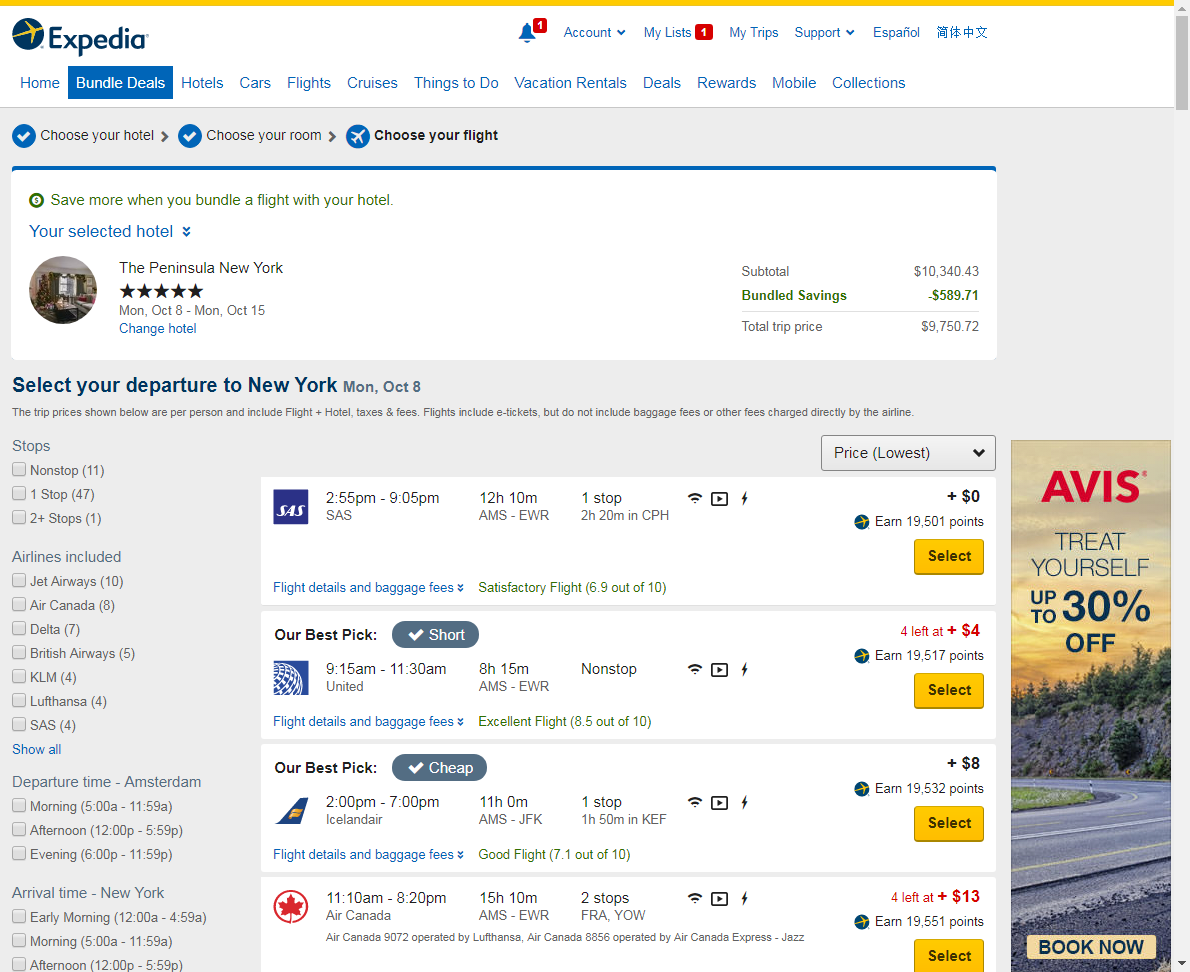 Expedia
1
Account
My Lists 1
My Trips
Support
Español
简体中文
Home
Bundle Deals
Hotels
Cars
Flights
Cruises
Things to Do
Vacation Rentals
Deals
Rewards
Mobile
Collections
Choose your hotel
Choose your room
Choose your flight
Save more when you bundle a flight with your hotel.
Your selected hotel
The Peninsula New York
Mon, Oct 8 - Mon, Oct 15
Change hotel
Subtotal $10,340.43
Bundled Savings -$589.71
Total trip price $9,750.72
Select your departure to New York Mon, Oct 8
The trip prices shown below are per person and include Flight + Hotel, taxes & fees. Flights include e-tickets, but do not include baggage fees or other fees charged directly by the airline.
Stops
Nonstop (11)
1 Stop (47)
2+ Stops (1)
Airlines included
Jet Airways (10)
Air Canada (8)
Delta (7)
British Airways (5)
KLM (4)
Lufthansa (4)
SAS (4)
Show all
Departure time - Amsterdam
Morning (5:00a - 11:59a)
Afternoon (12:00p - 5:59p)
Evening (6:00p - 11:59p)
Arrival time - New York
Early Morning (12:00a - 4:59a)
Morning (5:00a - 11:59a)
Afternoon (12:00p - 5:59p)
Price (Lowest)
SAS
2:55pm - 9:05pm 12h 10m 1 stop + $0
SAS AMS - EWR 2h 20m in CPH Earn 19,501 points
Select
Flight details and baggage fees Satisfactory Flight (6.9 out of 10)
Our Best Pick: Short 4 left at + $4
9:15am - 11:30am 8h 15m Nonstop Earn 19,517 points
United AMS - EWR
Select
Flight details and baggage fees Excellent Flight (8.5 out of 10)
Our Best Pick: Cheap + $8
2:00pm - 7:00pm 11h 0m 1 stop Earn 19,532 points
Icelandair AMS - JFK 1h 50m in KEF
Select
Flight details and baggage fees Good Flight (7.1 out of 10)
11:10am - 8:20pm 15h 10m 2 stops 4 left at + $13
Air Canada AMS - EWR FRA, YOW Earn 19,551 points
Air Canada 9072 operated by Lufthansa, Air Canada 8856 operated by Air Canada Express - Jazz
Select
AVIS
TREAT
YOURSELF
UP TO 30%
OFF
BOOK NOW